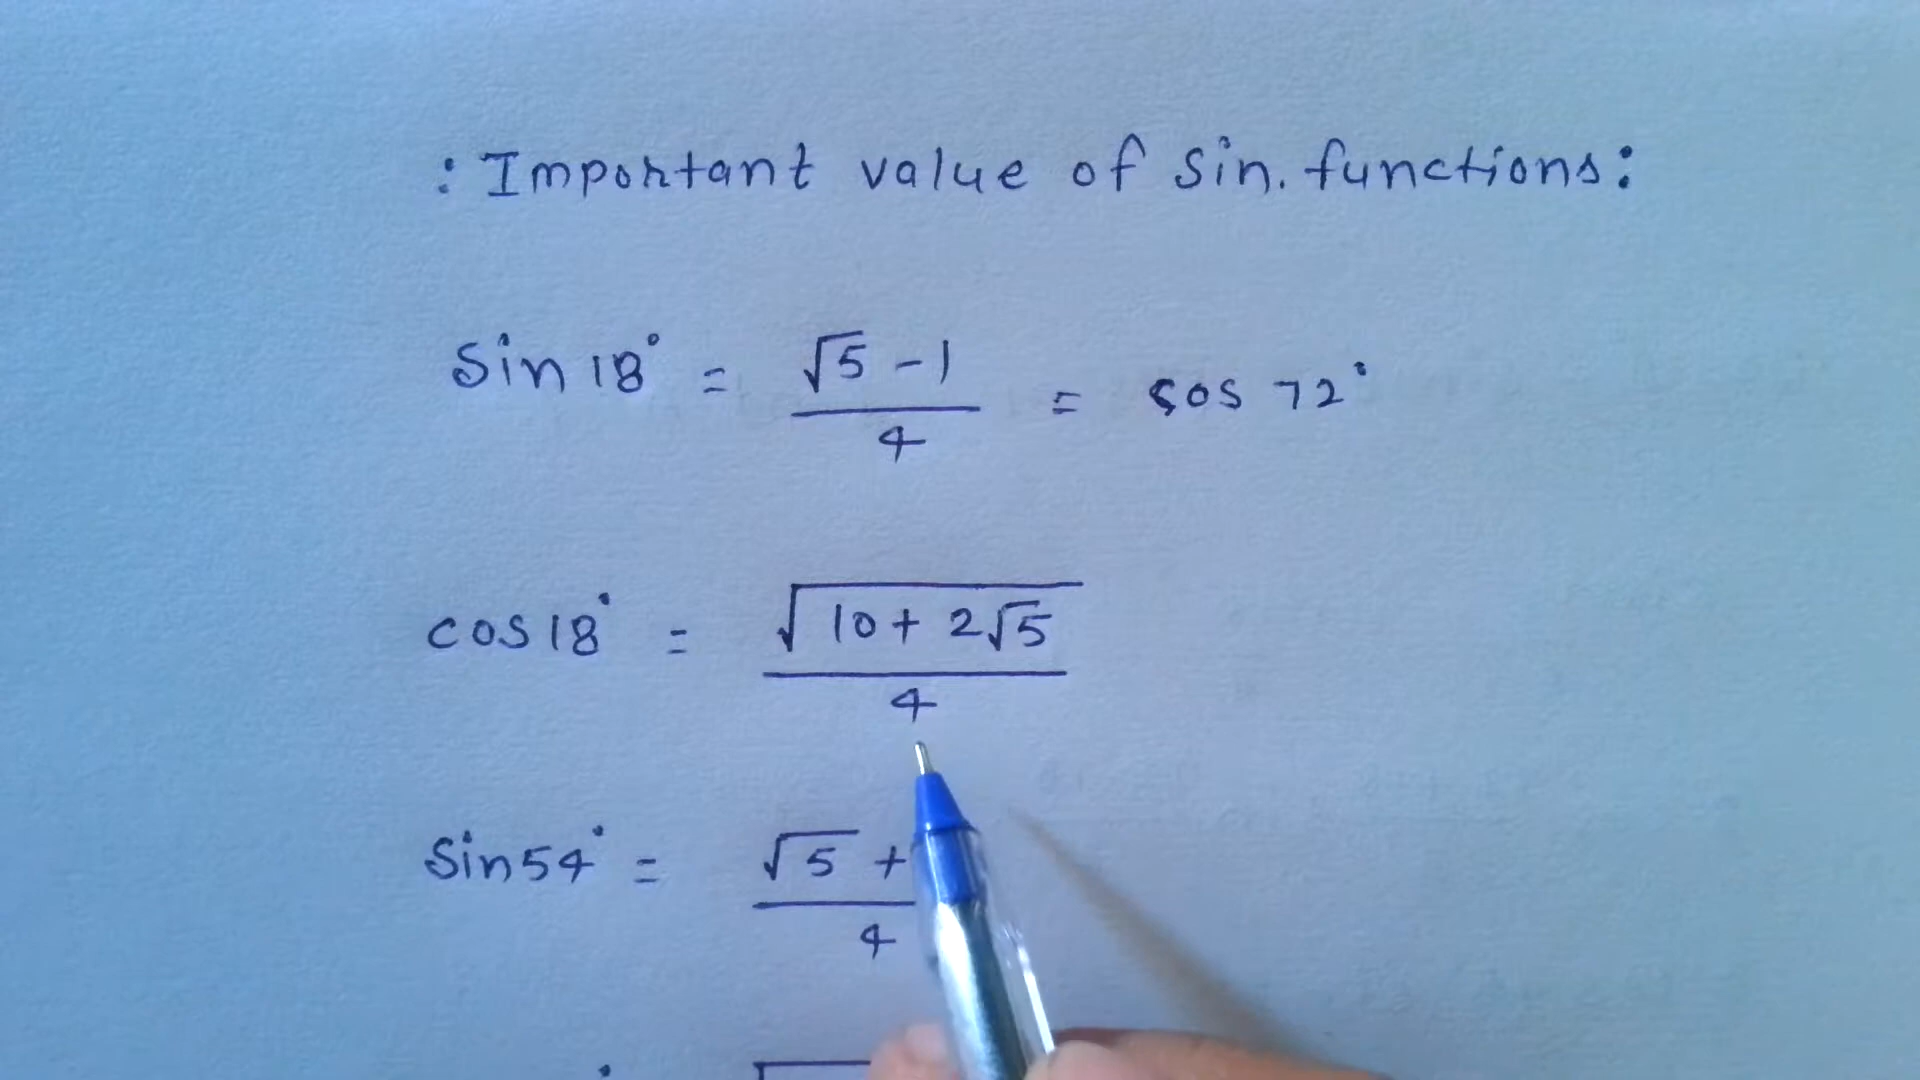 : Important value of Sin. functions:
Sin 18° = √5 - 1 / 4 = cos 72°
cos 18° = √(10 + 2√5) / 4
Sin 54° = √5 + / 4